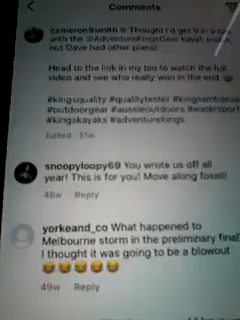 Comments
cameron9smith Thought I'd get it in a
with the @AdventureKingsGear kayak
but Dave had other plans!
Head to the link in my bio to watch the full
video and see who really won in the end 😄
#kingsquality #qualitytester
#outdoorgear #aussieoutdoors
#kingskayaks #adventurekings
Edited · 51w
snoopyloopy69 You wrote us off all
year! This is for you! Move along fossil!
48w Reply
yorkeand_co What happened to
Melbourne storm in the preliminary final?
I thought it was going to be a blowout
😂😂😂😂😂
49w Reply